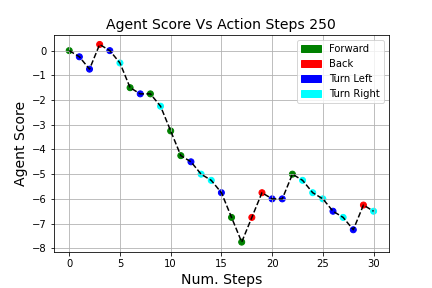 Agent Score Vs Action Steps 250
Agent Score
0
−1
−2
−3
−4
−5
−6
−7
−8
Forward
Back
Turn Left
Turn Right
0 5 10 15 20 25 30
Num. Steps